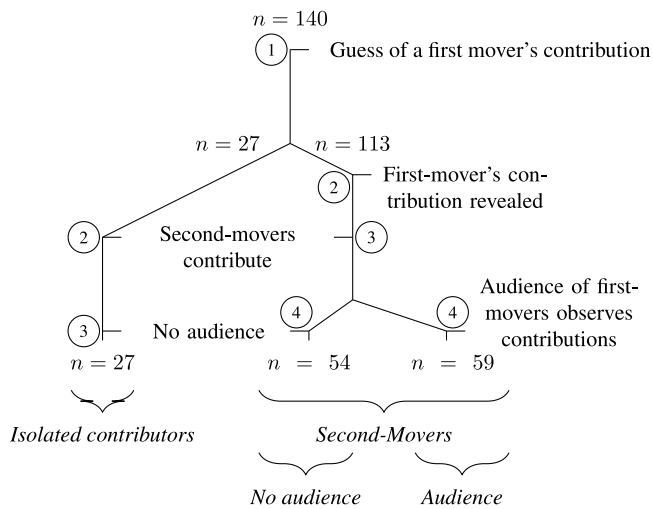 n = 140
1
Guess of a first mover's contribution
n = 27
n = 113
2
First-mover's con-
tribution revealed
2
Second-movers
contribute
3
3
No audience
4
4
Audience of first-
movers observes
contributions
n = 27
n = 54
n = 59
Isolated contributors
Second-Movers
No audience
Audience